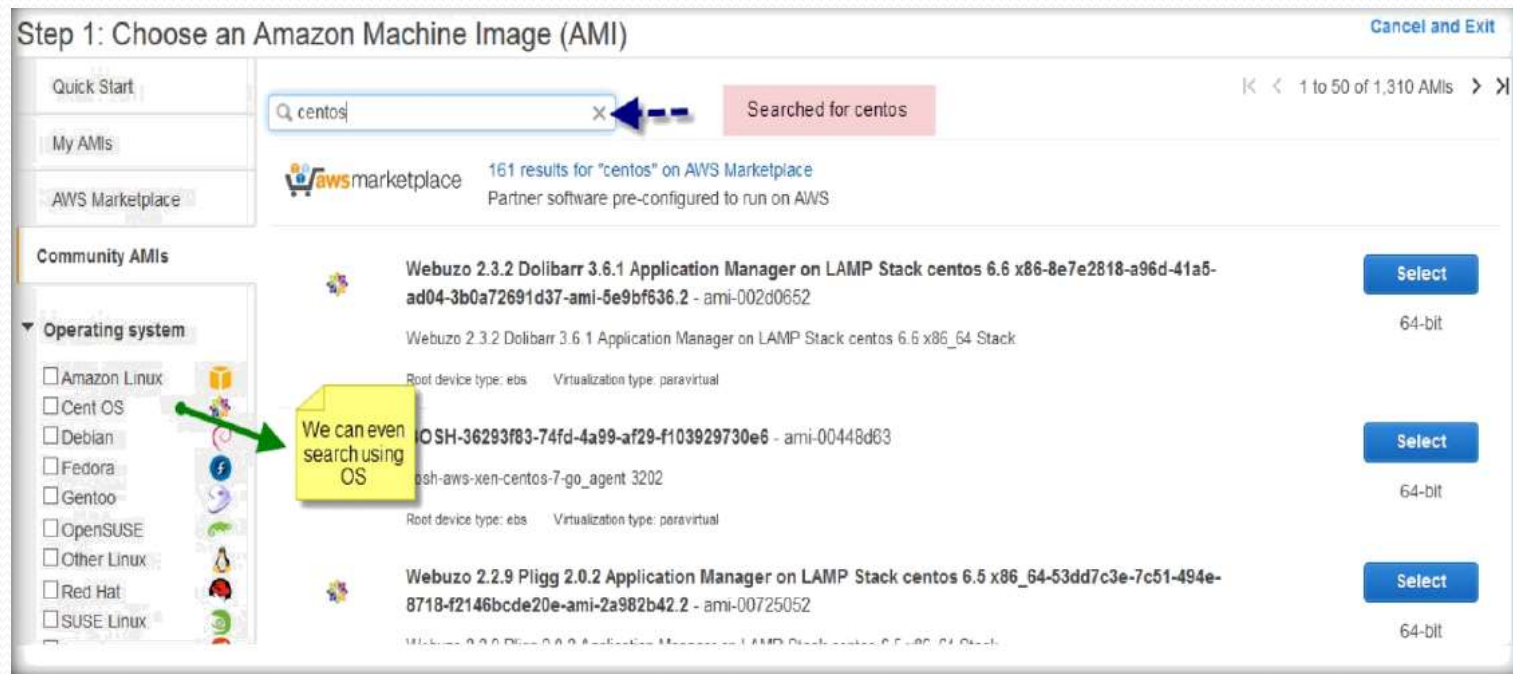 Step 1: Choose an Amazon Machine Image (AMI)
Cancel and Exit
Quick Start
My AMIs
AWS Marketplace
Community AMIs
Operating system
Amazon Linux
Cent OS
Debian
Fedora
Gentoo
OpenSUSE
Other Linux
Red Hat
SUSE Linux
centos
Searched for centos
1 to 50 of 1,310 AMIs
awsmarketplace
161 results for "centos" on AWS Marketplace
Partner software pre-configured to run on AWS
Webuzo 2.3.2 Dolibarr 3.6.1 Application Manager on LAMP Stack centos 6.6 x86-8e7e2818-a96d-41a5-
ad04-3b0a72691d37-ami-5e9bf636.2 - ami-002d0652
Webuzo 2.3.2 Dolibarr 3.6.1 Application Manager on LAMP Stack centos 6.6 x86_64 Stack
Root device type: ebs Virtualization type: paravirtual
Select
64-bit
We can even
search using
OS
OSH-36293f83-74fd-4a99-af29-f103929730e6 - ami-00448d63
osh-aws-xen-centos-7-go_agent 3202
Root device type: ebs Virtualization type: paravirtual
Select
64-bit
Webuzo 2.2.9 Pligg 2.0.2 Application Manager on LAMP Stack centos 6.5 x86_64-53dd7c3e-7c51-494e-
8718-f2146bcde20e-ami-2a982b42.2 - ami-00725052
Select
64-bit